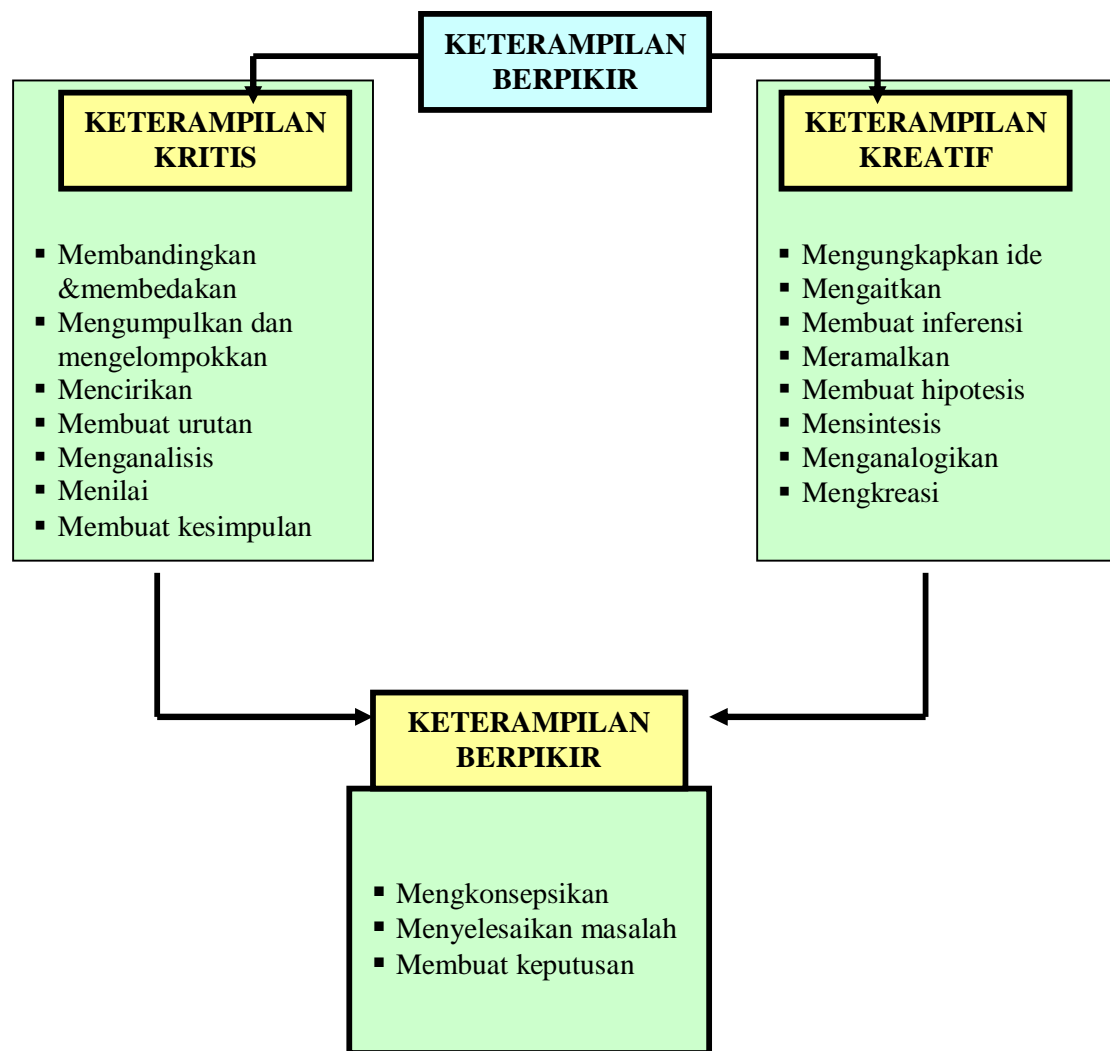 KETERAMPILAN
BERPIKIR
KETERAMPILAN
KRITIS
▪ Membandingkan
&membedakan
▪ Mengumpulkan dan
mengelompokkan
▪ Mencirikan
▪ Membuat urutan
▪ Menganalisis
▪ Menilai
▪ Membuat kesimpulan
KETERAMPILAN
KREATIF
▪ Mengungkapkan ide
▪ Mengaitkan
▪ Membuat inferensi
▪ Meramalkan
▪ Membuat hipotesis
▪ Mensintesis
▪ Menganalogikan
▪ Mengkreasi
KETERAMPILAN
BERPIKIR
▪ Mengkonsepsikan
▪ Menyelesaikan masalah
▪ Membuat keputusan